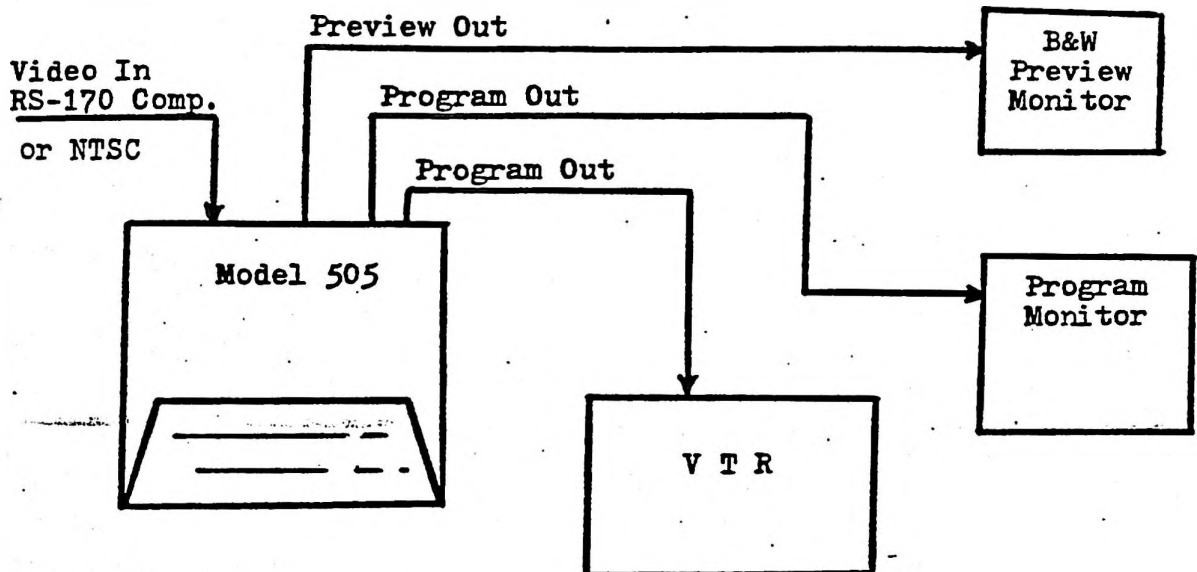 Preview Out
B&W
Preview
Monitor
Video In
RS-170 Comp.
or NTSC
Program Out
Program Out
Model 505
Program
Monitor
V T R